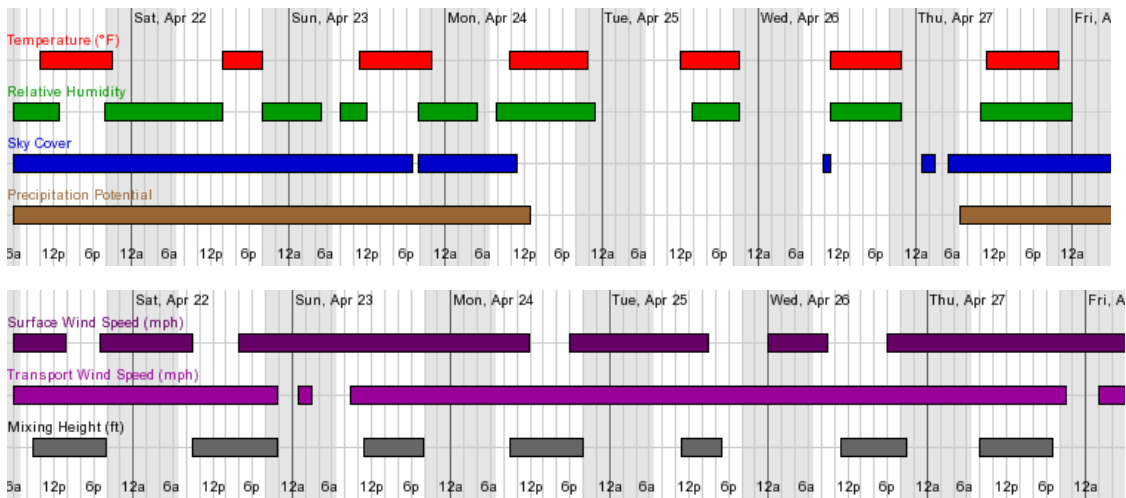 Sat, Apr 22 Sun, Apr 23 Mon, Apr 24 Tue, Apr 25 Wed, Apr 26 Thu, Apr 27 Fri, A
Temperature (°F)
Relative Humidity
Sky Cover
Precipitation Potential
6a 12p 6p 12a 6a 12p 6p 12a 6a 12p 6p 12a 6a 12p 6p 12a 6a 12p 6p 12a 6a 12p 6p 12a 6a 12p 6p 12a
Sat, Apr 22 Sun, Apr 23 Mon, Apr 24 Tue, Apr 25 Wed, Apr 26 Thu, Apr 27 Fri, A
Surface Wind Speed (mph)
Transport Wind Speed (mph)
Mixing Height (ft)
6a 12p 6p 12a 6a 12p 6p 12a 6a 12p 6p 12a 6a 12p 6p 12a 6a 12p 6p 12a 6a 12p 6p 12a 6a 12p 6p 12a